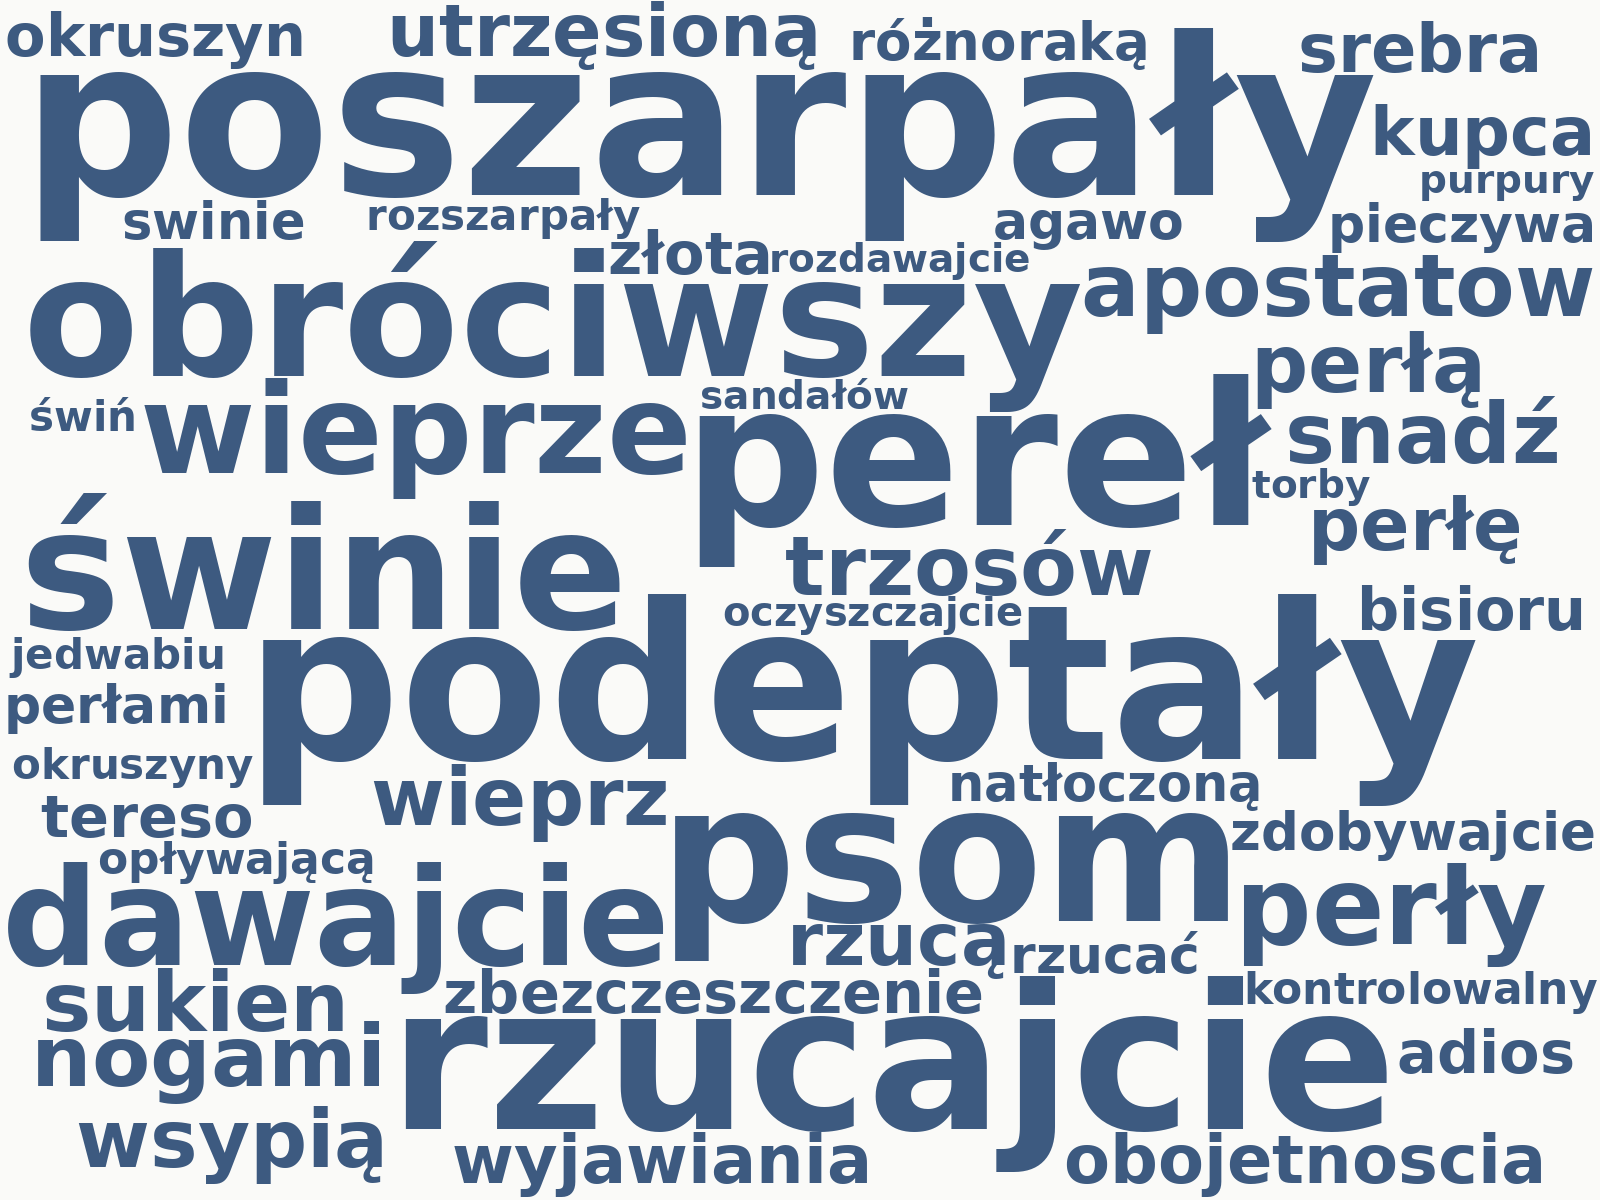 okruszyn
utrzęsioną
różnoraką
srebra
poszarpały
kupca
purpury
swinie
rozszarpały
agawo
pieczywa
złota
rozdawajcie
obróciwszy
apostatow
perłą
sandałów
świń
wieprze
pereł
snadź
torby
perłę
świnie
trzosów
oczyszczajcie
bisioru
jedwabiu
podeptały
perłami
okruszyny
wieprz
natłoczoną
tereso
psom
zdobywajcie
opływającą
dawajcie
perły
rzucą
rzucać
sukien
zbezczeszczenie
kontrolowalny
rzucajcie
nogami
adios
wsypią
wyjawiania
obojetnoscia